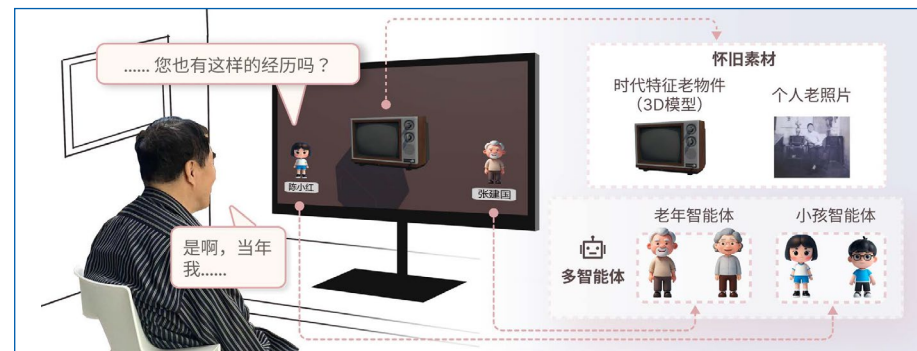 ...... 您也有这样的经历吗？
陈小红
张建国
是啊，当年
我......
怀旧素材
时代特征老物件
（3D模型）
个人老照片
多智能体
老年智能体
小孩智能体